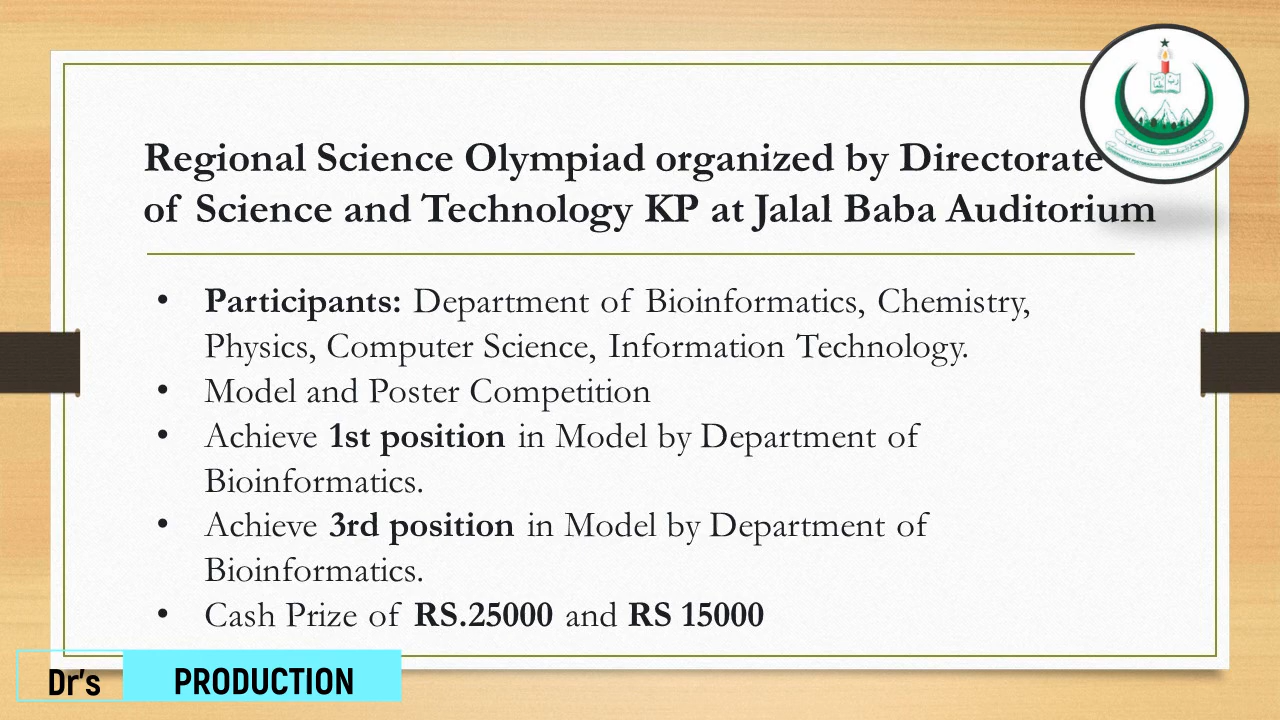 Regional Science Olympiad organized by Directorate
of Science and Technology KP at Jalal Baba Auditorium
• Participants: Department of Bioinformatics, Chemistry,
Physics, Computer Science, Information Technology.
• Model and Poster Competition
• Achieve 1st position in Model by Department of
Bioinformatics.
• Achieve 3rd position in Model by Department of
Bioinformatics.
• Cash Prize of RS.25000 and RS 15000
Dr's PRODUCTION